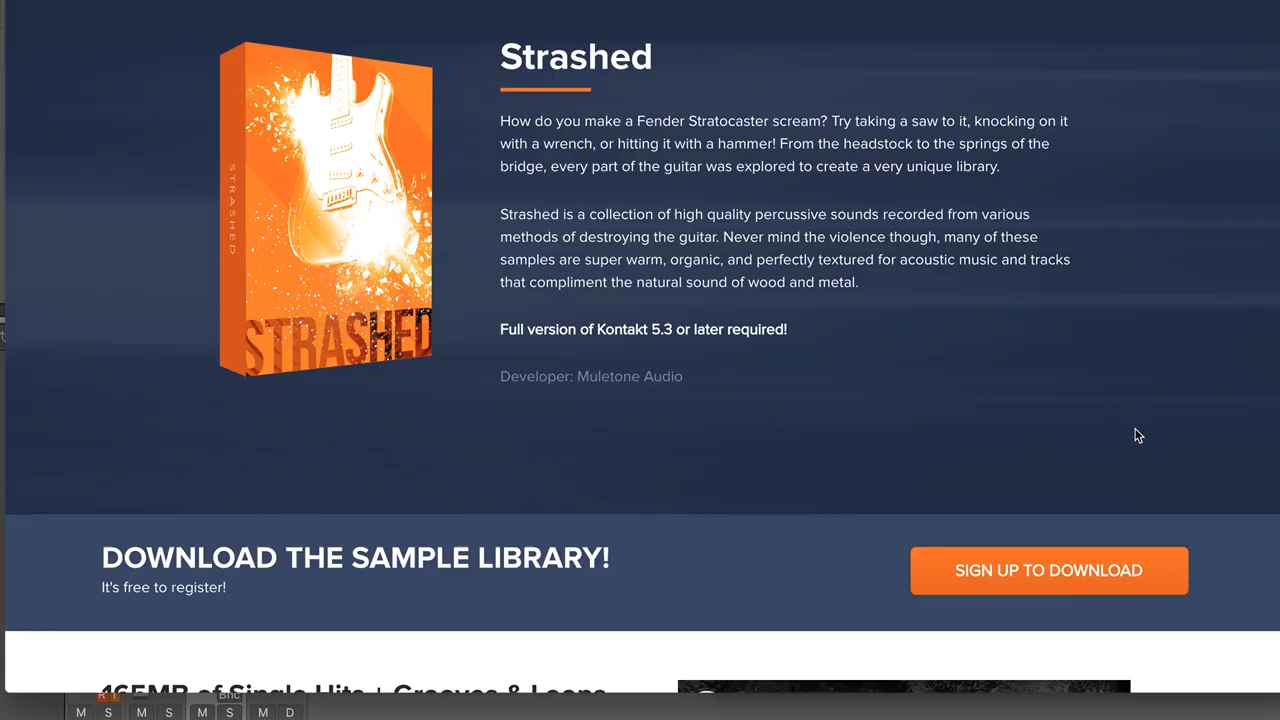 Strashed
How do you make a Fender Stratocaster scream? Try taking a saw to it, knocking on it
with a wrench, or hitting it with a hammer! From the headstock to the springs of the
bridge, every part of the guitar was explored to create a very unique library.
Strashed is a collection of high quality percussive sounds recorded from various
methods of destroying the guitar. Never mind the violence though, many of these
samples are super warm, organic, and perfectly textured for acoustic music and tracks
that compliment the natural sound of wood and metal.
Full version of Kontakt 5.3 or later required!
Developer: Muletone Audio
STRASHED
STRASHED
DOWNLOAD THE SAMPLE LIBRARY!
It's free to register!
SIGN UP TO DOWNLOAD
465MB of Single Hits + Grooves & Loops
M S M S M S M D